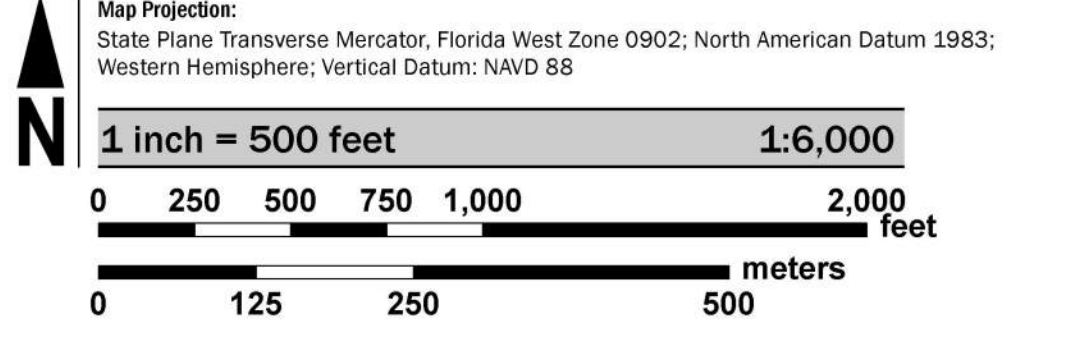 Map Projection:
State Plane Transverse Mercator, Florida West Zone 0902; North American Datum 1983;
Western Hemisphere; Vertical Datum: NAVD 88
N
1 inch = 500 feet 1:6,000
0 250 500 750 1,000 2,000
feet
meters
0 125 250 500